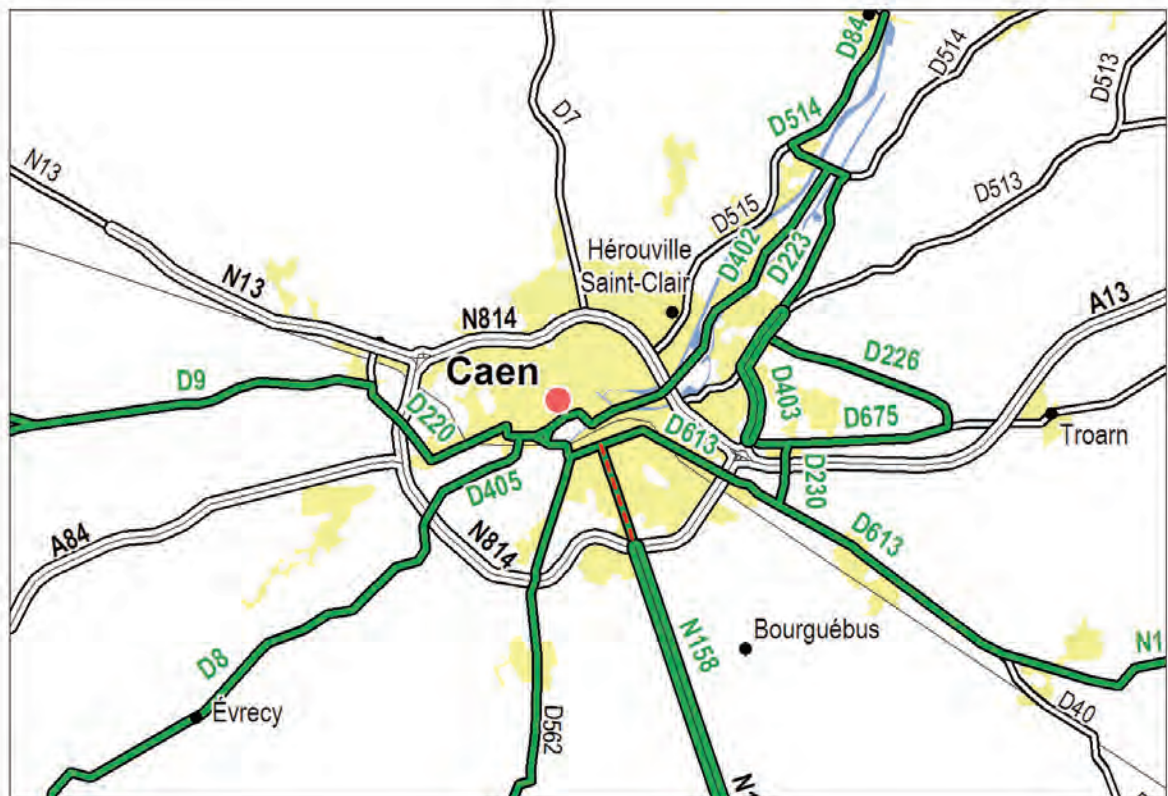 D84
D514
D513
D7
D514
N13
D513
D515
Hérouville
Saint-Clair
D402
D223
N13
A13
N814
Caen
D226
D9
D403
D220
D675
D613
Troarn
D405
D230
A84
N814
D613
Bourguébus
N158
N1
D8
Évrecy
D562
D40